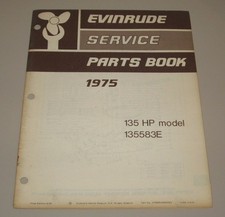 EVINRUDE
SERVICE
PARTS BOOK
1975
135 HP model
135583E